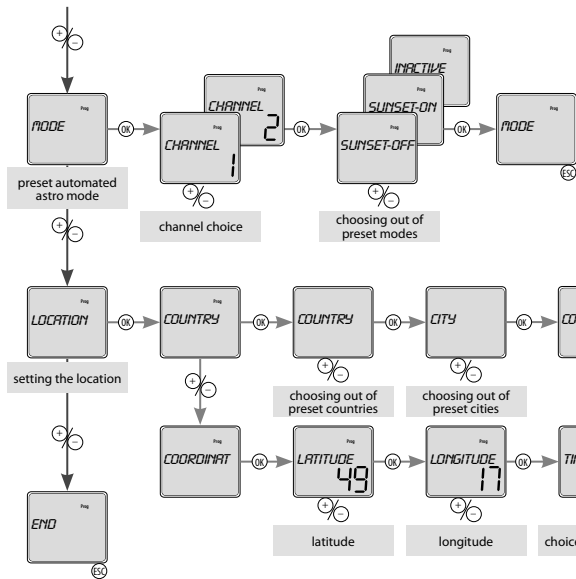 + −
Prog
INACTIVE
Prog
CHANNEL
2
Prog
SUNSET-ON
Prog
MODE
OK
Prog
CHANNEL
1
OK
Prog
SUNSET-OFF
OK
Prog
MODE
ESC
preset automated
astro mode
+ −
channel choice
+ −
choosing out of
preset modes
+ −
Prog
LOCATION
OK
Prog
COUNTRY
OK
Prog
COUNTRY
OK
Prog
CITY
OK
CO
setting the location
+ −
+ −
choosing out of
preset countries
+ −
choosing out of
preset cities
+ −
Prog
COORDINAT
OK
Prog
LATITUDE
49
OK
Prog
LONGITUDE
17
OK
TI
Prog
END
ESC
+ −
latitude
+ −
longitude
choice